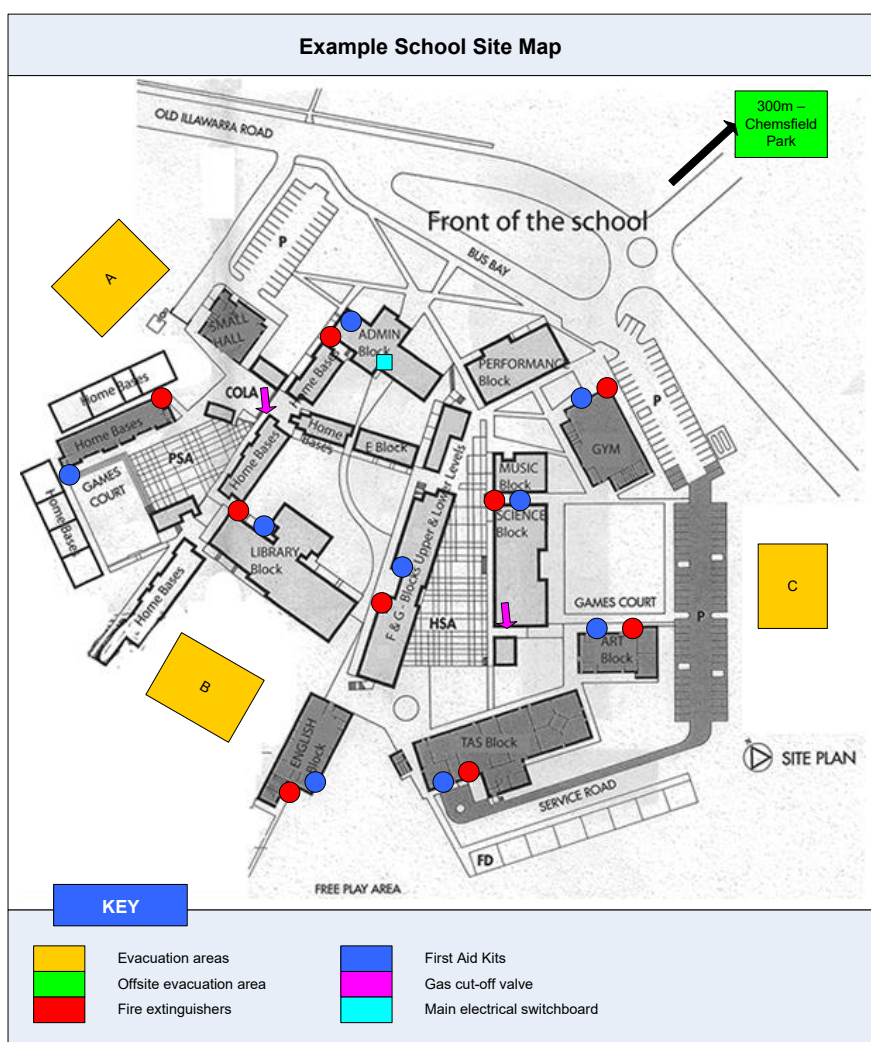 Example School Site Map
300m –
Chemsfield
Park
OLD ILLAWARRA ROAD
Front of the school
BUS BAY
P
A
SMALL
HALL
ADMIN
Block
PERFORMANCE
Block
Home Bases
COLA
Home Bases
P
Home Bases
Home
Bases
E Block
GYM
PSA
Home Bases
GAMES
COURT
MUSIC
Block
Home Bases
SCIENCE
Block
LIBRARY
Block
F & G - Blocks Upper & Lower Levels
C
Home Bases
GAMES COURT
HSA
P
ART
Block
B
ENGLISH
Block
TAS Block
SITE PLAN
SERVICE ROAD
FD
FREE PLAY AREA
KEY
Evacuation areas
First Aid Kits
Offsite evacuation area
Gas cut-off valve
Fire extinguishers
Main electrical switchboard